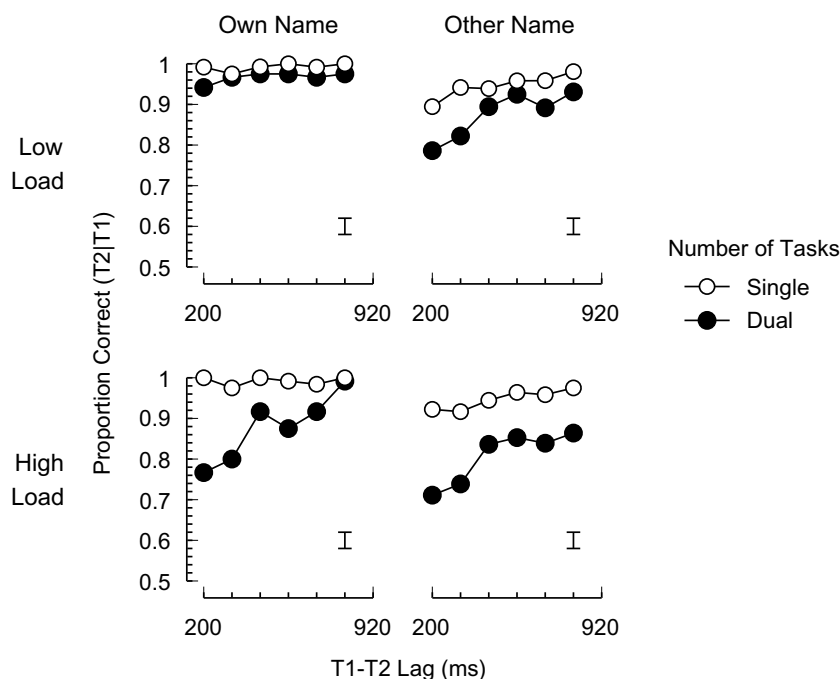 Own Name
Other Name
Low
Load
1
0.9
0.8
0.7
0.6
0.5
200
920
200
920
Number of Tasks
Single
Dual
Proportion Correct (T2|T1)
High
Load
1
0.9
0.8
0.7
0.6
0.5
200
920
200
920
T1-T2 Lag (ms)